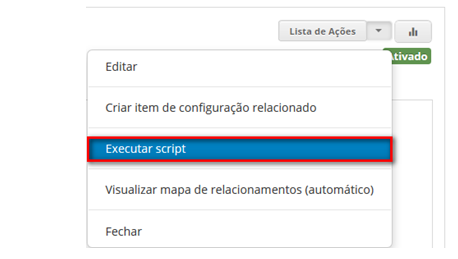 Lista de Ações
Ativado
Editar
Criar item de configuração relacionado
Executar script
Visualizar mapa de relacionamentos (automático)
Fechar